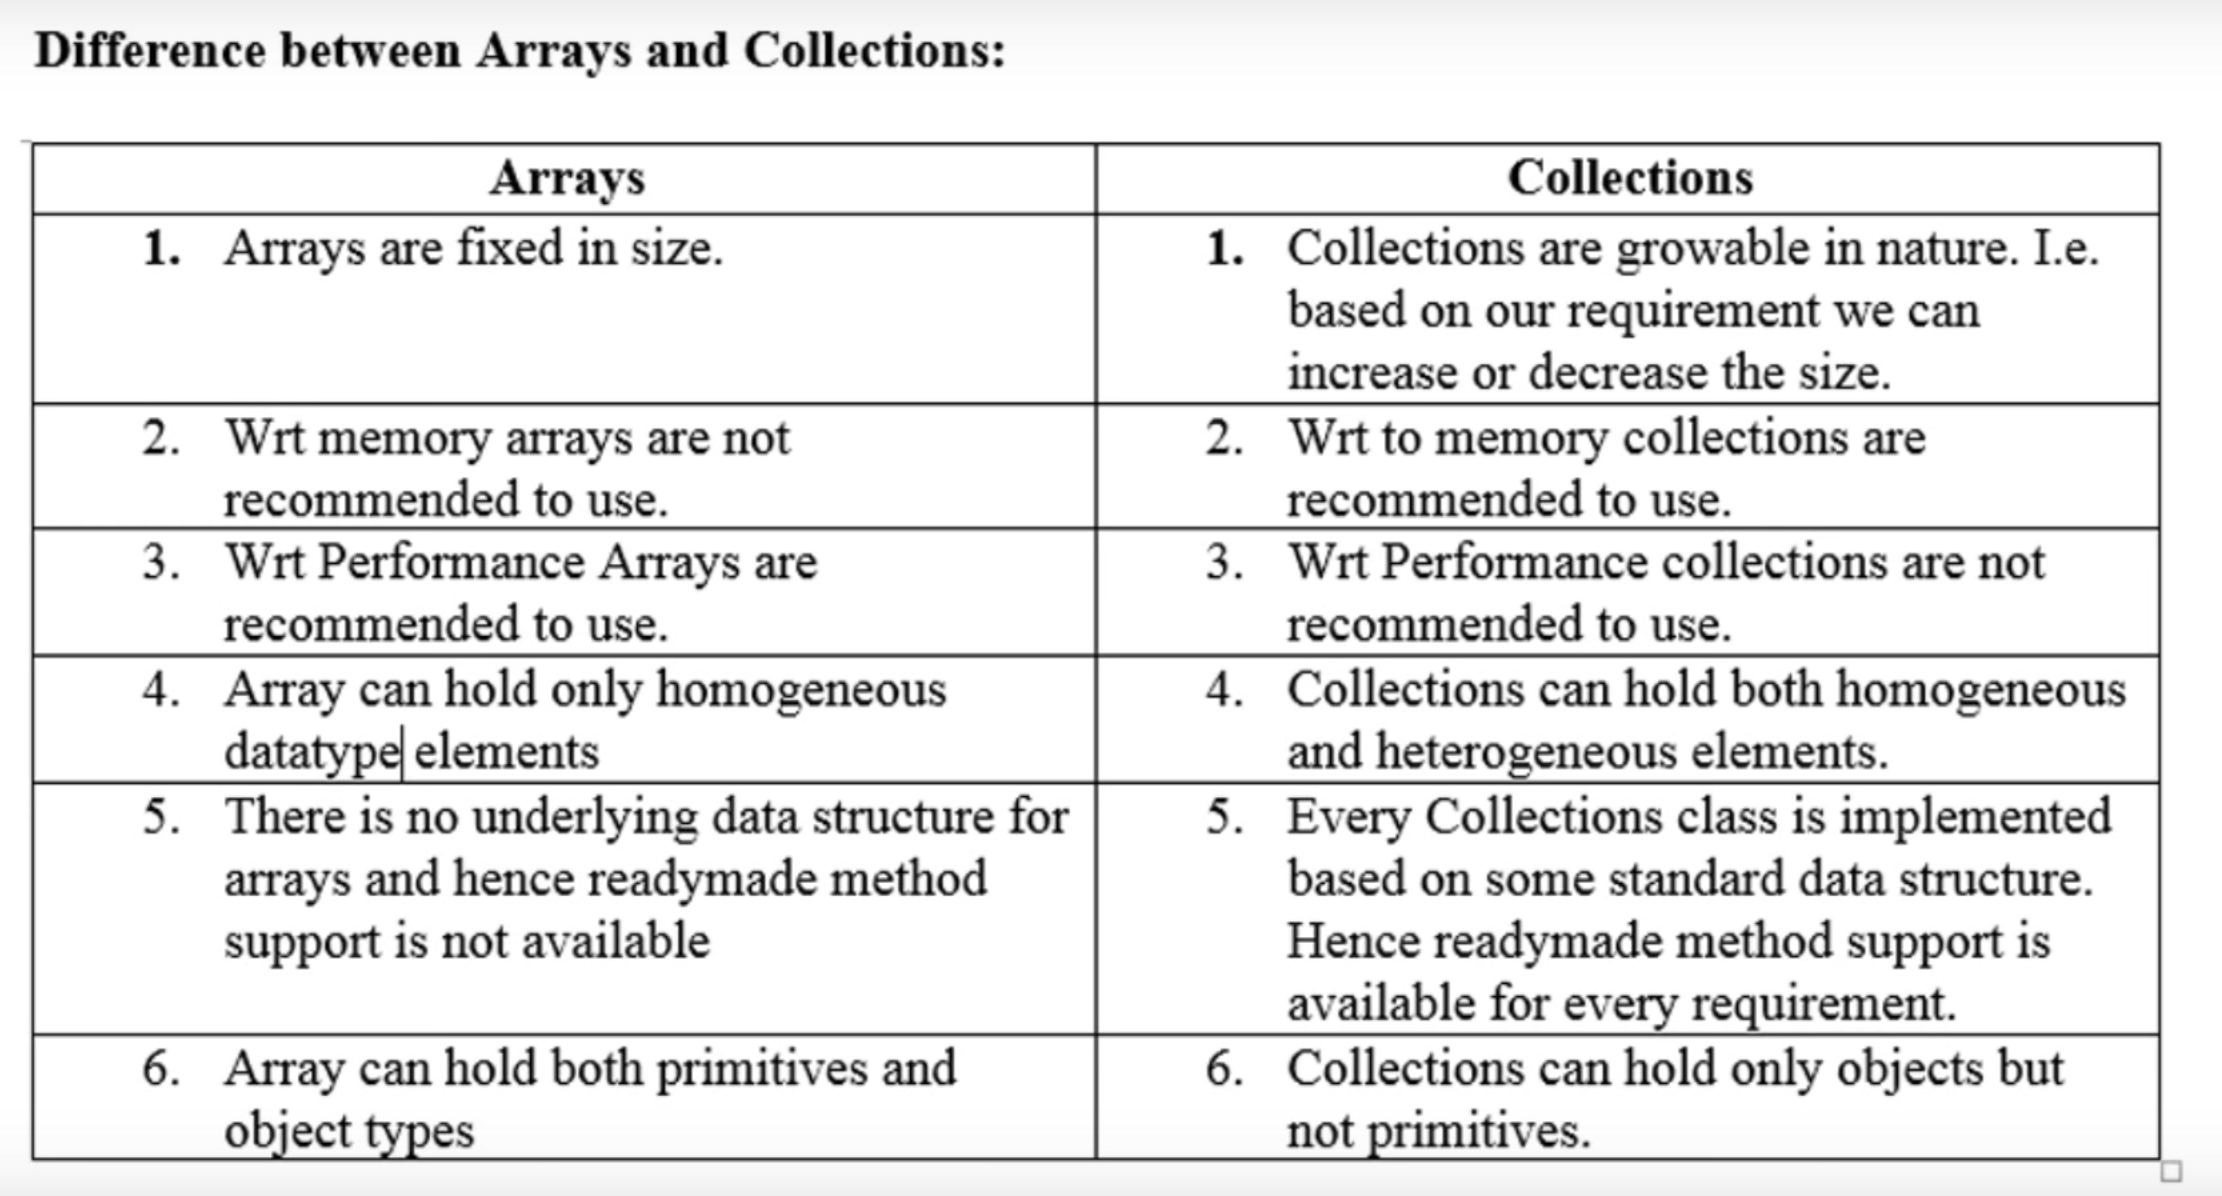 Difference between Arrays and Collections:
Arrays
Collections
1. Arrays are fixed in size.
1. Collections are growable in nature. I.e.
based on our requirement we can
increase or decrease the size.
2. Wrt memory arrays are not
recommended to use.
2. Wrt to memory collections are
recommended to use.
3. Wrt Performance Arrays are
recommended to use.
3. Wrt Performance collections are not
recommended to use.
4. Array can hold only homogeneous
datatype elements
4. Collections can hold both homogeneous
and heterogeneous elements.
5. There is no underlying data structure for
arrays and hence readymade method
support is not available
5. Every Collections class is implemented
based on some standard data structure.
Hence readymade method support is
available for every requirement.
6. Array can hold both primitives and
object types
6. Collections can hold only objects but
not primitives.